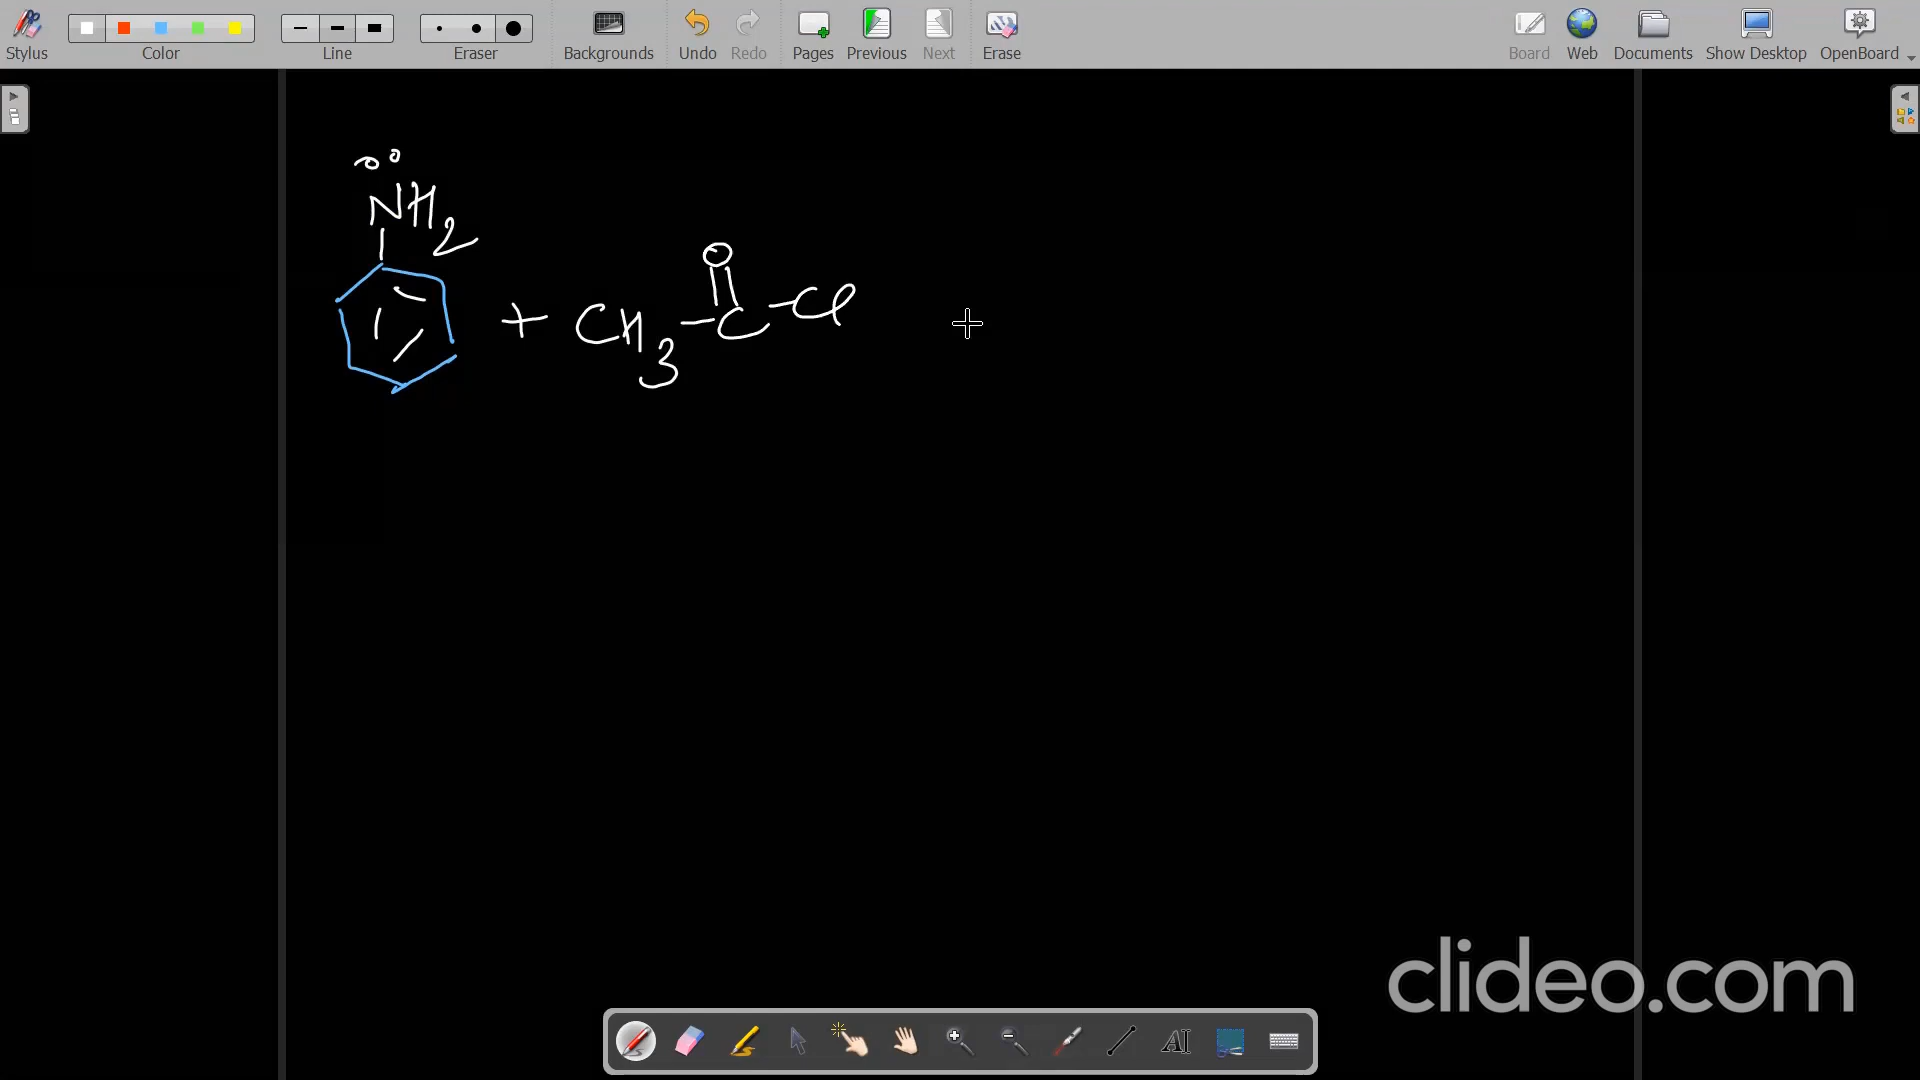 Stylus Color Line Eraser Backgrounds Undo Redo Pages Previous Next Erase Board Web Documents Show Desktop OpenBoard
NH2
O
+ CH3-C-Cl
AI
clideo.com